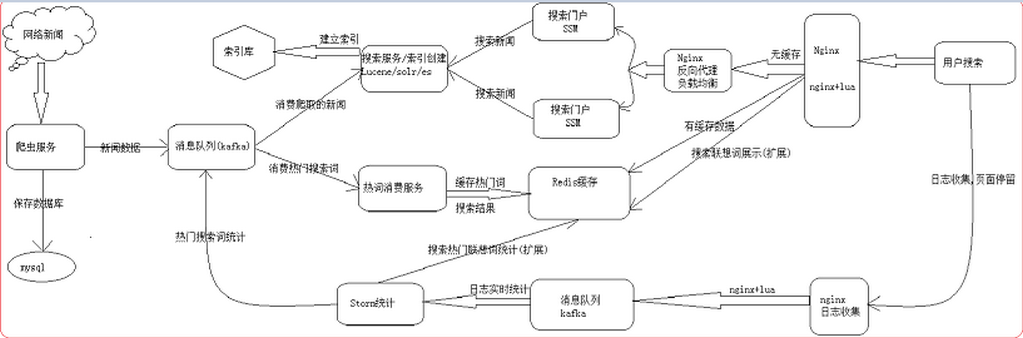 网络新闻
爬虫服务
新闻数据
保存数据库
mysql
消息队列(kafka)
索引库
建立索引
搜索服务/索引创建
Lucene/solr/es
消费爬取的新闻
消费热门搜索词
热词消费服务
缓存热门词
搜索结果
Redis缓存
搜索新闻
搜索新闻
搜索门户
SSM
搜索门户
SSM
Nginx
反向代理
负载均衡
无缓存
Nginx
nginx+lua
用户搜索
有缓存数据
搜索联想词展示(扩展)
日志收集,页面停留
热门搜索词统计
搜索热门联想词统计(扩展)
Storm统计
日志实时统计
消息队列
kafka
nginx+lua
nginx
日志收集